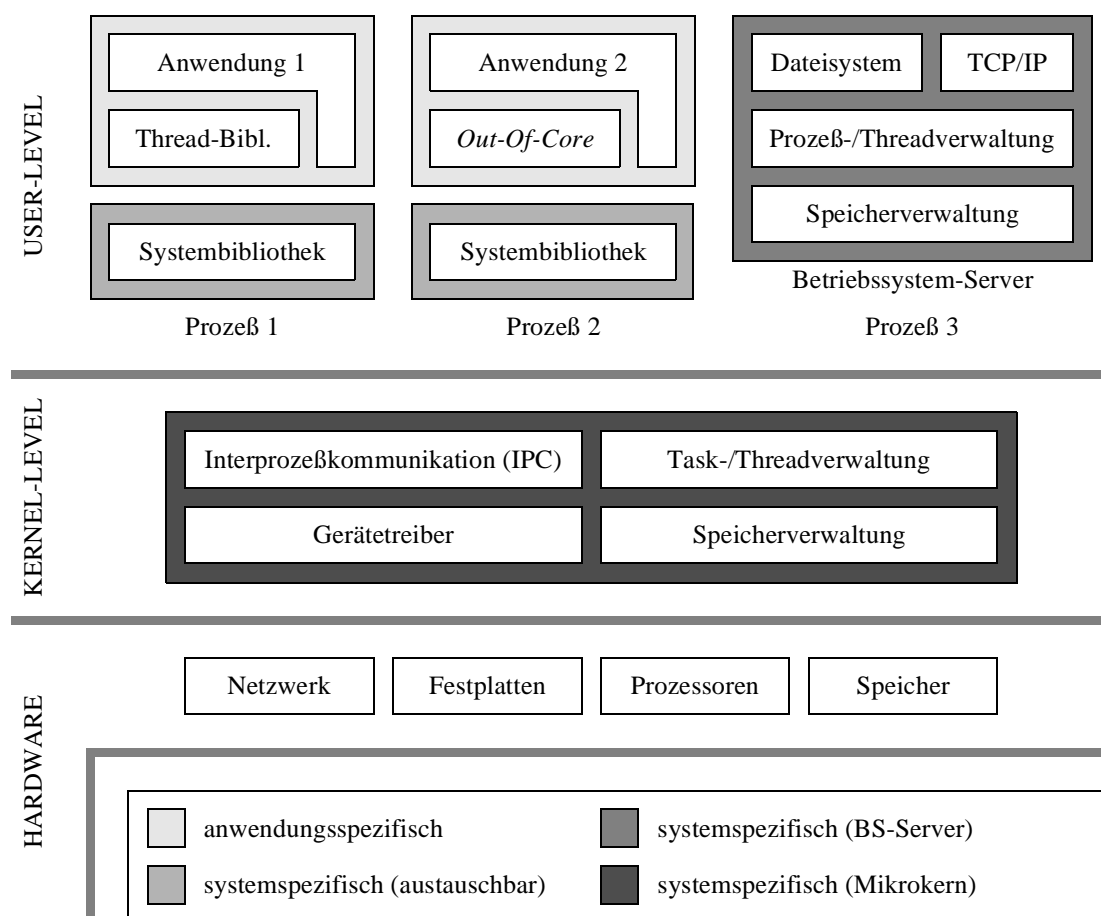 USER-LEVEL
Anwendung 1
Thread-Bibl.
Systembibliothek
Prozeß 1
Anwendung 2
Out-Of-Core
Systembibliothek
Prozeß 2
Dateisystem
TCP/IP
Prozeß-/Threadverwaltung
Speicherverwaltung
Betriebssystem-Server
Prozeß 3
KERNEL-LEVEL
Interprozeßkommunikation (IPC)
Task-/Threadverwaltung
Gerätetreiber
Speicherverwaltung
HARDWARE
Netzwerk
Festplatten
Prozessoren
Speicher
anwendungsspezifisch
systemspezifisch (BS-Server)
systemspezifisch (austauschbar)
systemspezifisch (Mikrokern)